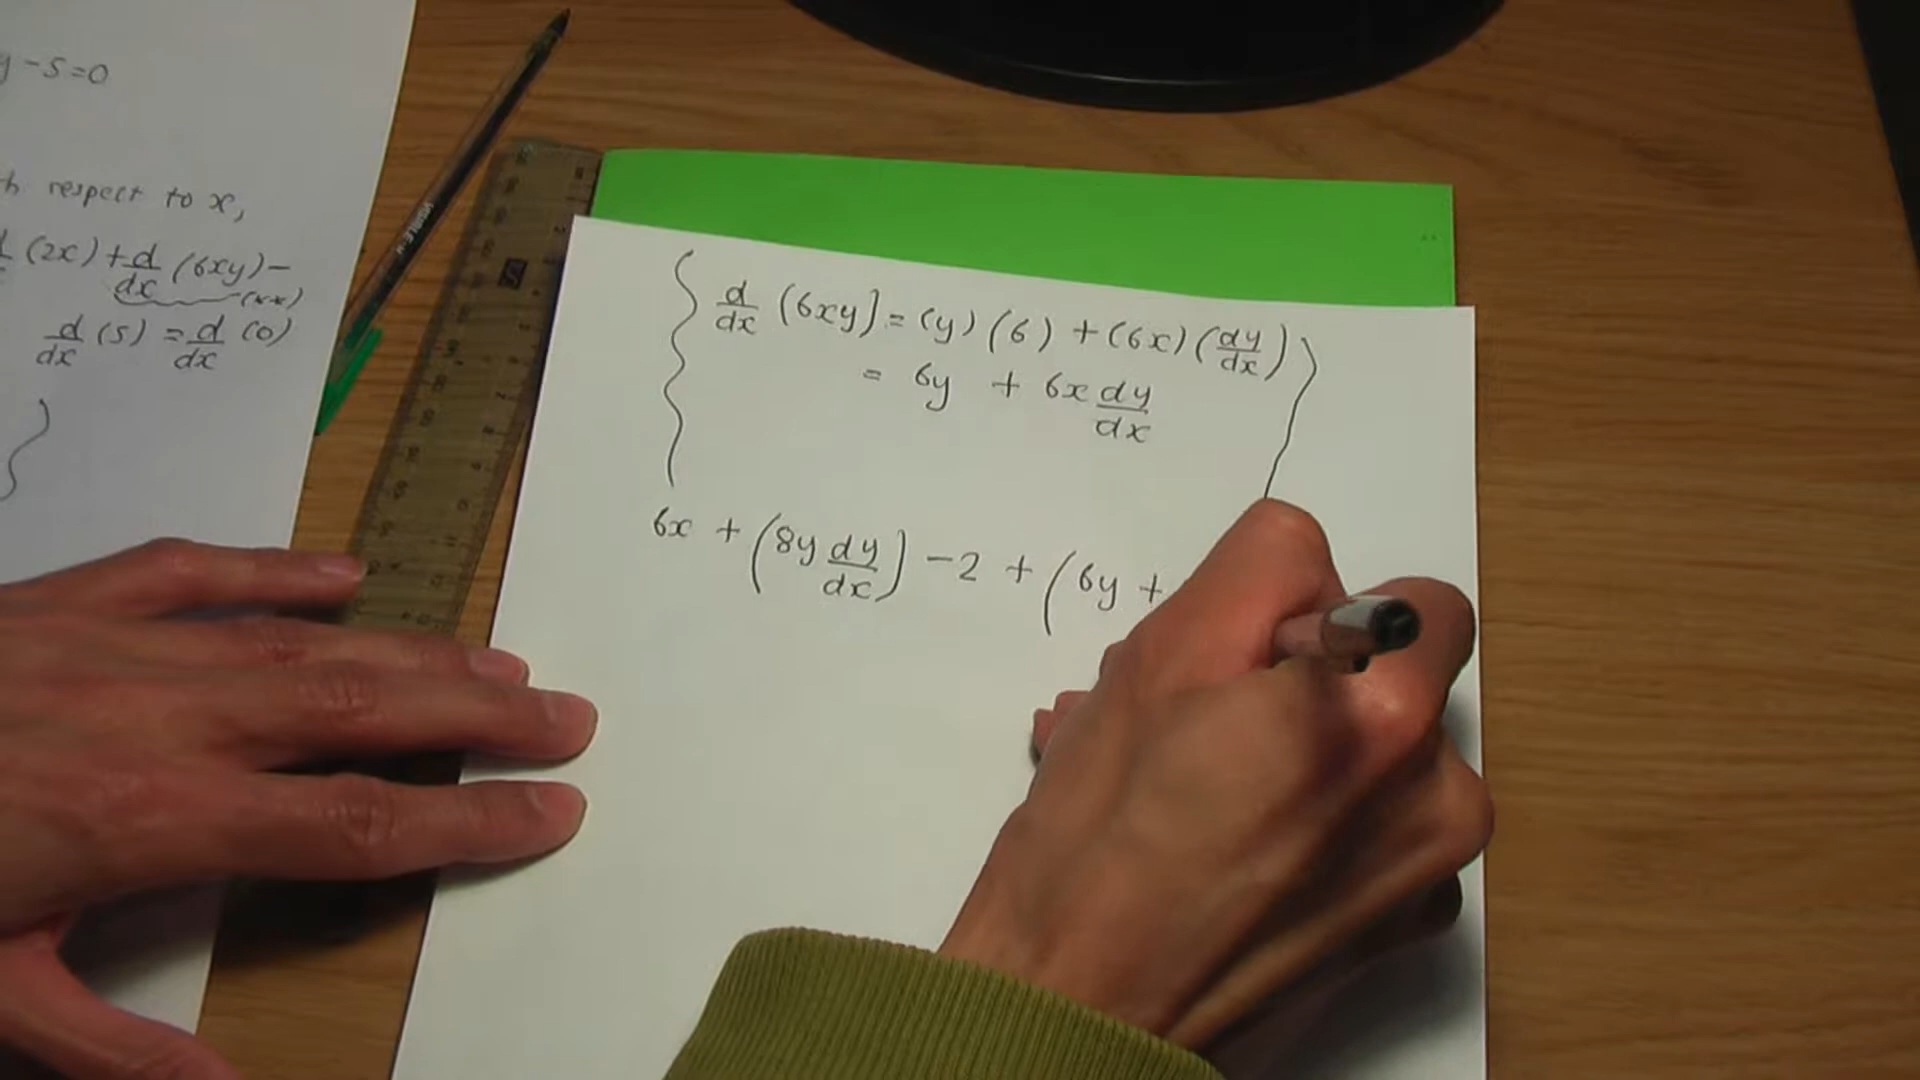 y - 5 = 0
respect to x,
(2x) + d/dx (6xy) -
(**)
d/dx (5) = d/dx (0)
d/dx (6xy) = (y) (6) + (6x) (dy/dx)
= 6y + 6x dy/dx
6x + (8y dy/dx) - 2 + (6y +